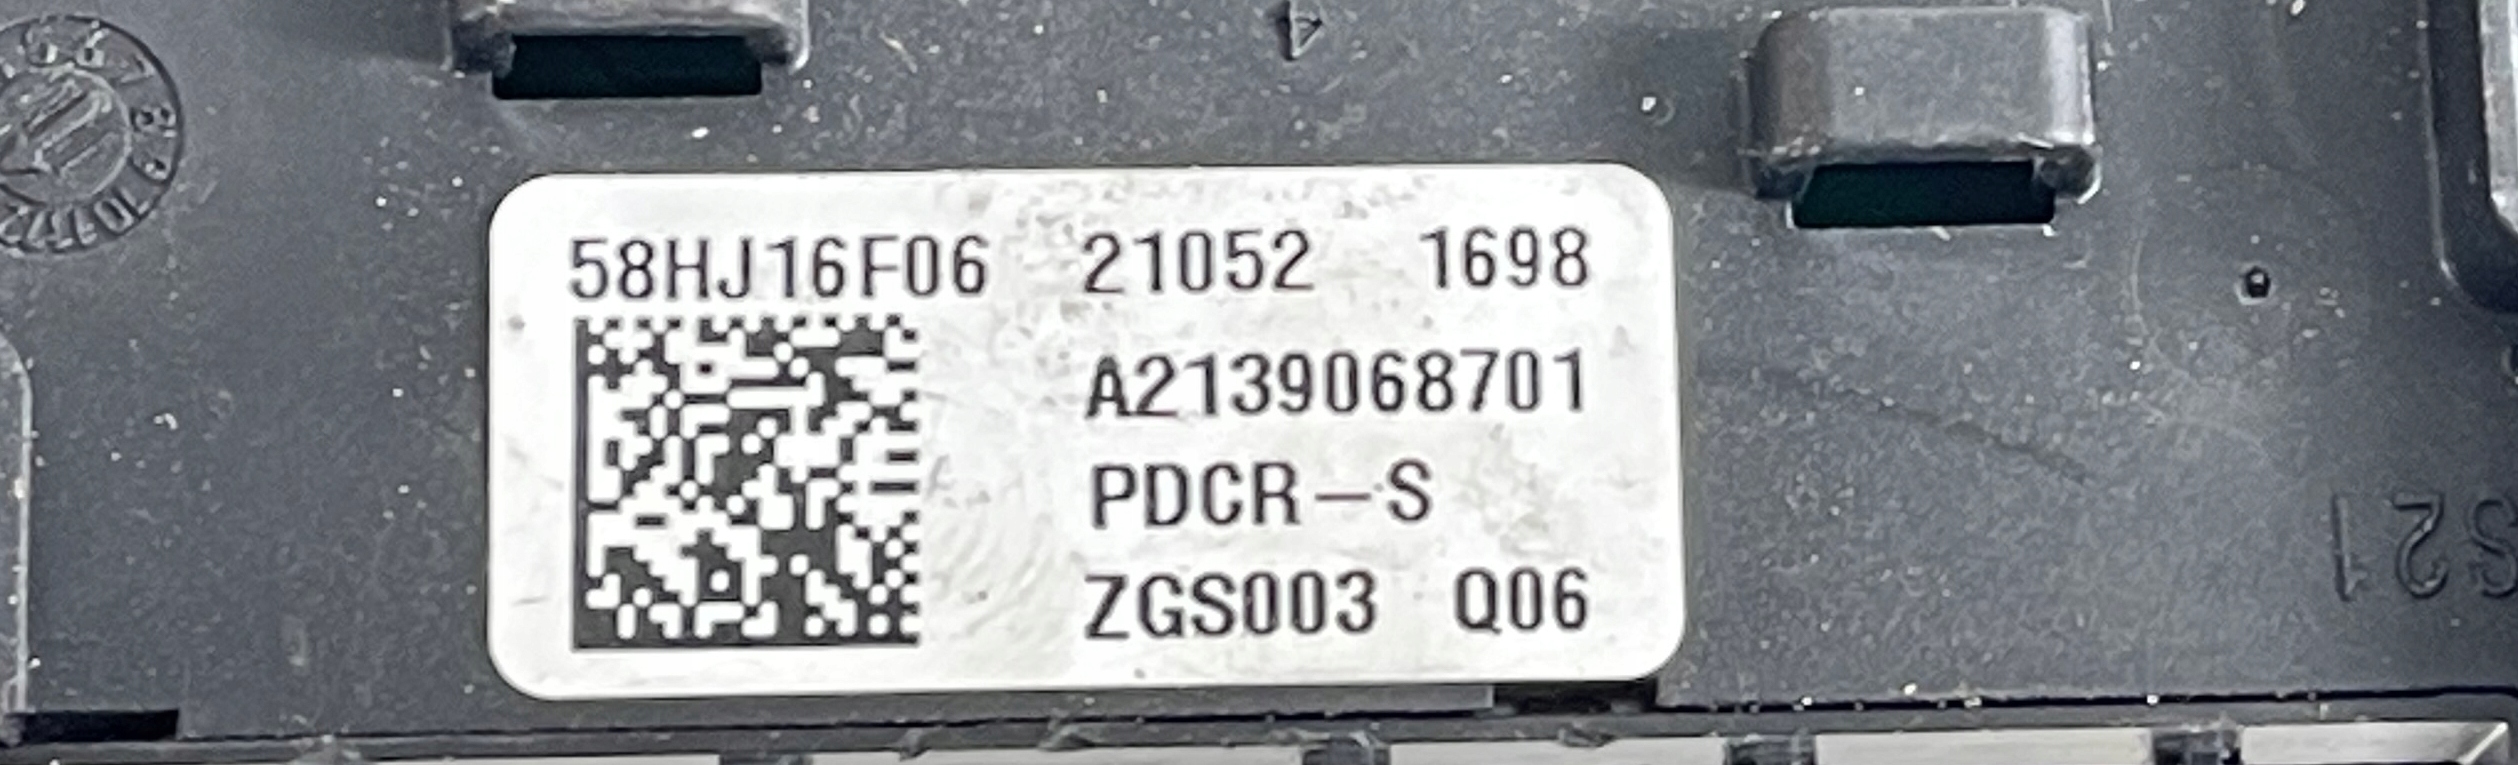 58HJ16F06 21052 1698
A2139068701
PDCR-S
ZGS003 Q06